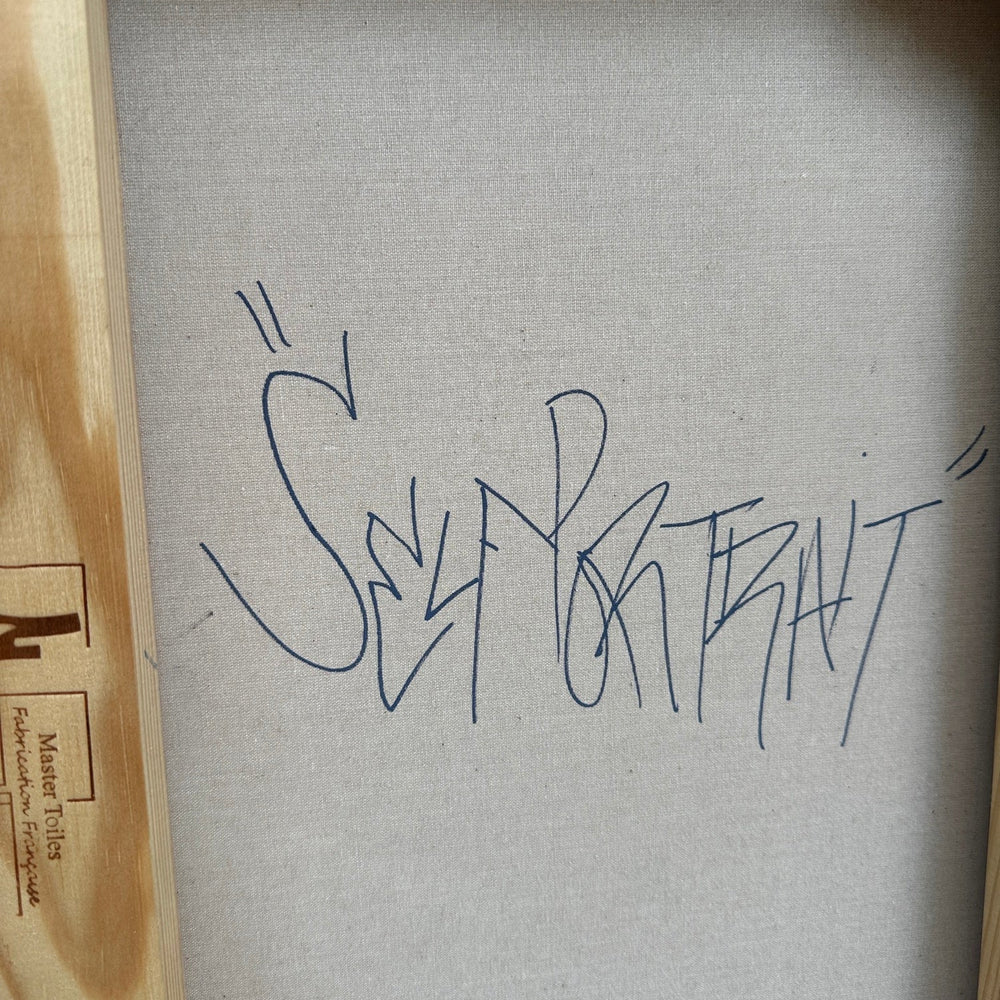 "SELF PORTRAIT"
Master Toiles
Fabrication Française